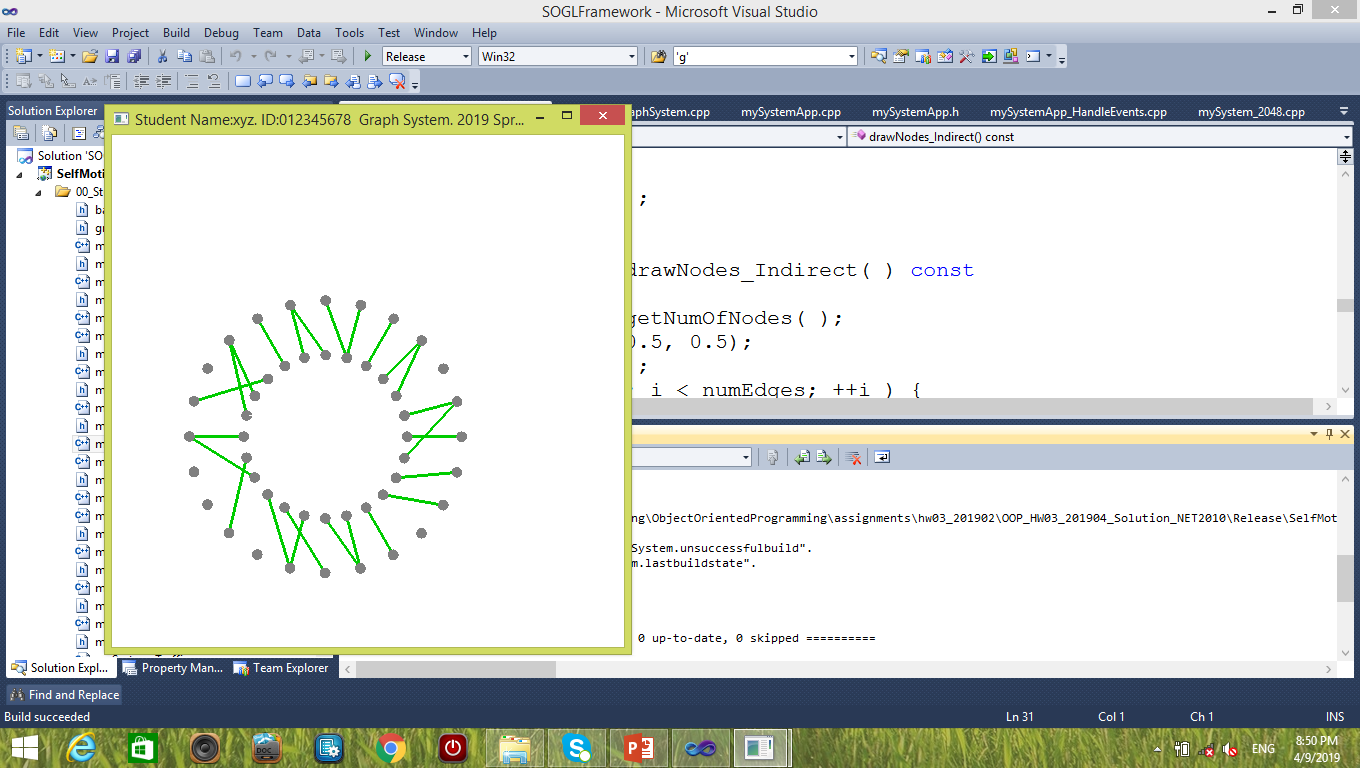 SOGLFramework - Microsoft Visual Studio
File Edit View Project Build Debug Team Data Tools Test Window Help
Release Win32 'g'
Solution Explorer
Student Name:xyz. ID:012345678 Graph System. 2019 Spr...
aphSystem.cpp mySystemApp.cpp mySystemApp.h mySystemApp_HandleEvents.cpp mySystem_2048.cpp
drawNodes_Indirect() const
Solution 'SO
SelfMoti
00_St
;
drawNodes_Indirect( ) const
getNumOfNodes( );
0.5, 0.5);
;
i < numEdges; ++i ) {
ng\ObjectOrientedProgramming\assignments\hw03_201902\OOP_HW03_201904_Solution_NET2010\Release\SelfMot
System.unsuccessfulbuild".
m.lastbuildstate".
0 up-to-date, 0 skipped ==========
Solution Expl... Property Man... Team Explorer
Find and Replace
Build succeeded Ln 31 Col 1 Ch 1 INS
DOC
ENG
8:50 PM
4/9/2019